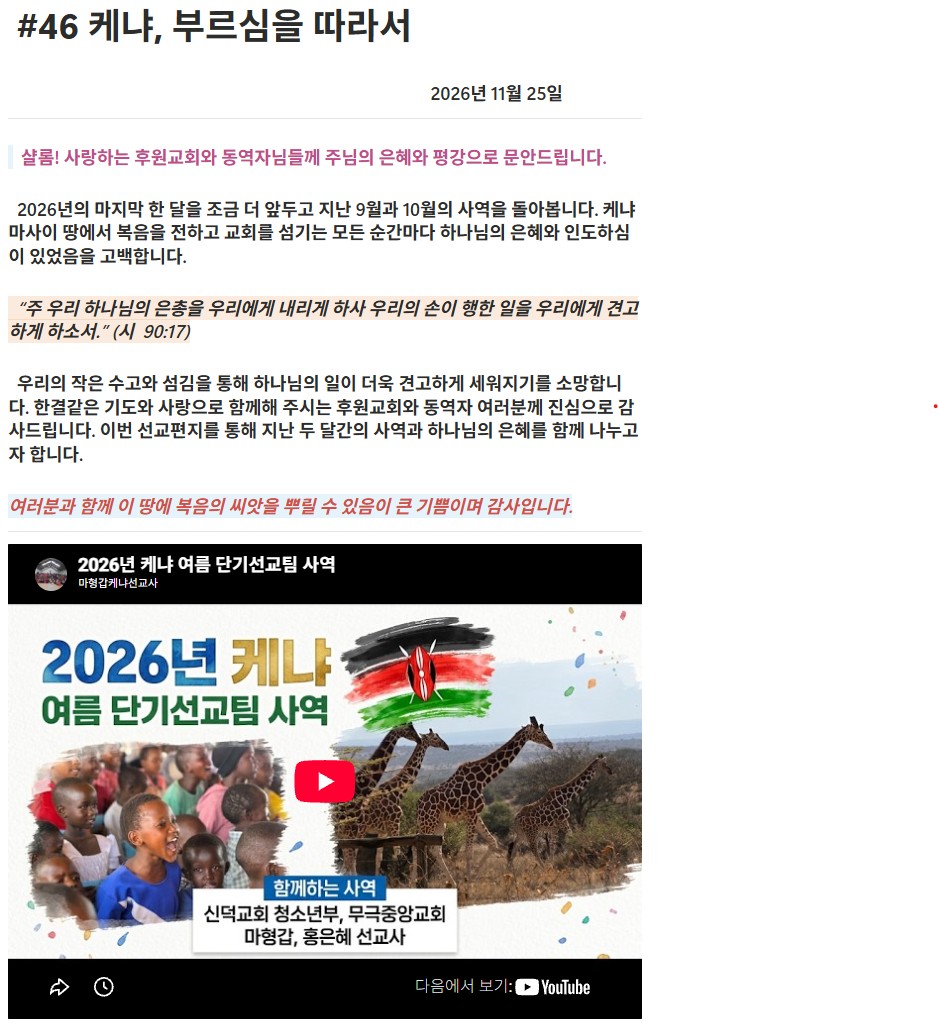 #46 케냐, 부르심을 따라서
2026년 11월 25일
샬롬! 사랑하는 후원교회와 동역자님들께 주님의 은혜와 평강으로 문안드립니다.
2026년의 마지막 한 달을 조금 더 앞두고 지난 9월과 10월의 사역을 돌아봅니다. 케냐
마사이 땅에서 복음을 전하고 교회를 섬기는 모든 순간마다 하나님의 은혜와 인도하심
이 있었음을 고백합니다.
“주 우리 하나님의 은총을 우리에게 내리게 하사 우리의 손이 행한 일을 우리에게 견고
하게 하소서.” (시 90:17)
우리의 작은 수고와 섬김을 통해 하나님의 일이 더욱 견고하게 세워지기를 소망합니
다. 한결같은 기도와 사랑으로 함께해 주시는 후원교회와 동역자 여러분께 진심으로 감
사드립니다. 이번 선교편지를 통해 지난 두 달간의 사역과 하나님의 은혜를 함께 나누고
자 합니다.
여러분과 함께 이 땅에 복음의 씨앗을 뿌릴 수 있음이 큰 기쁨이며 감사입니다.
2026년 케냐 여름 단기선교팀 사역
마형갑케냐선교사
2026년 케냐
여름 단기선교팀 사역
함께하는 사역
신덕교회 청소년부, 무극중앙교회
마형갑, 홍은혜 선교사
다음에서 보기: YouTube